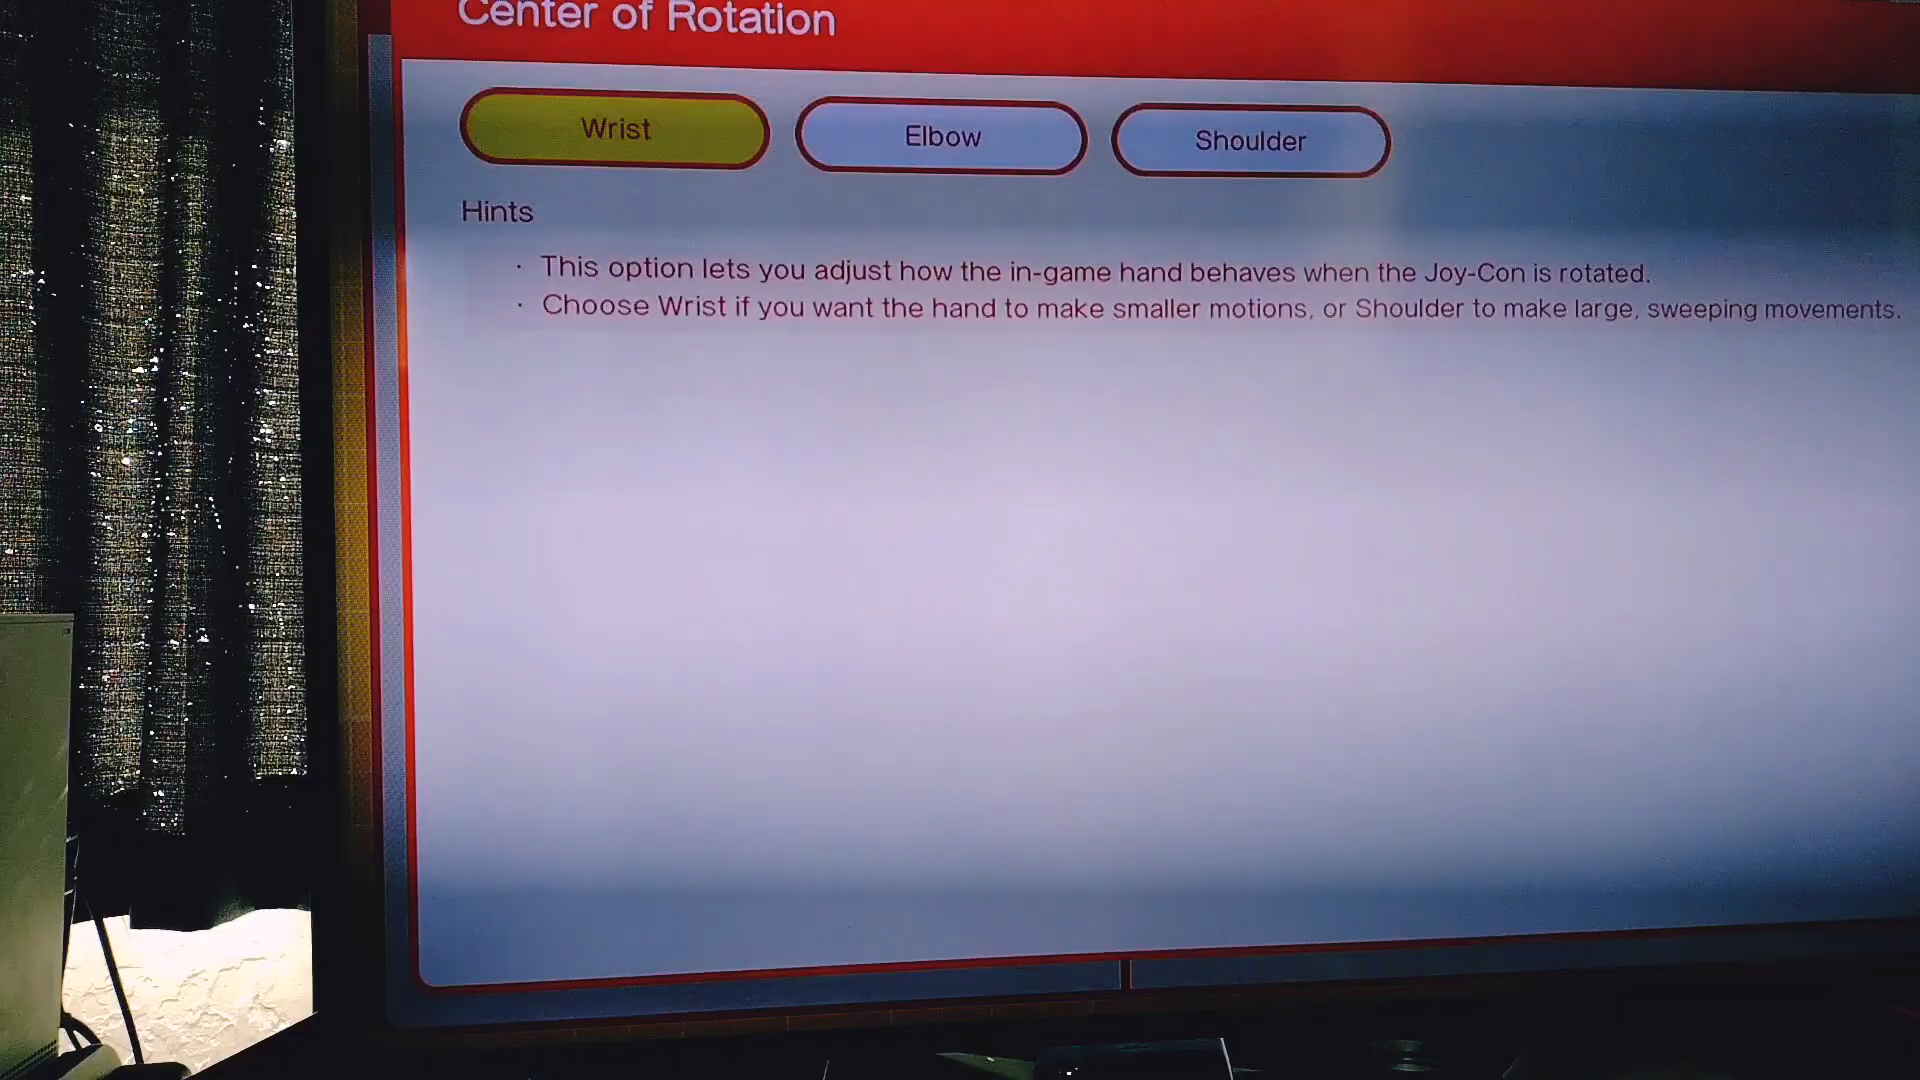 Center of Rotation
Wrist
Elbow
Shoulder
Hints
· This option lets you adjust how the in-game hand behaves when the Joy-Con is rotated.
· Choose Wrist if you want the hand to make smaller motions, or Shoulder to make large, sweeping movements.